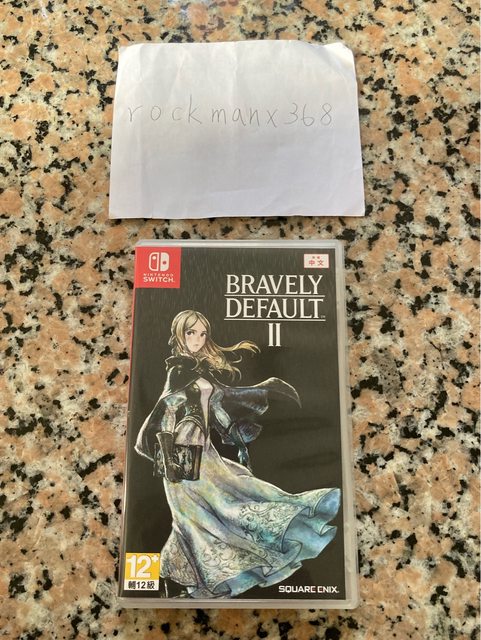 rockmanx368
NINTENDO
SWITCH
中文
BRAVELY
DEFAULT
II
12+
輔12級
SQUARE ENIX